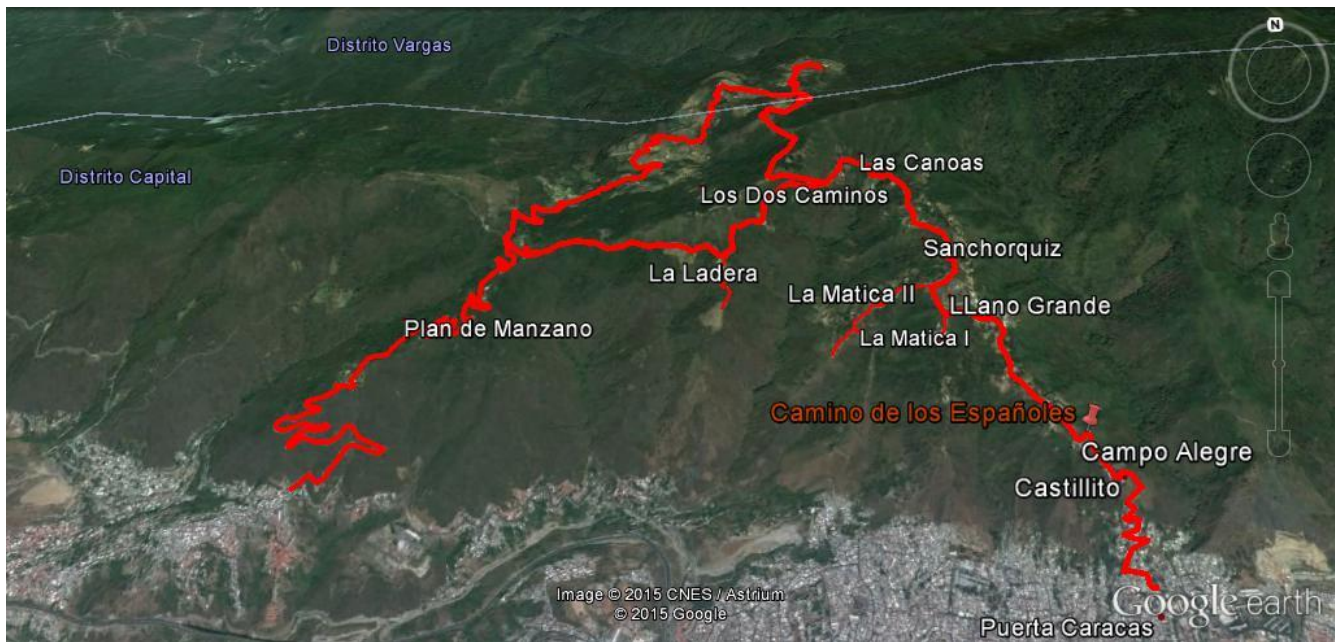 Distrito Vargas
N
Distrito Capital
Las Canoas
Los Dos Caminos
Sanchorquiz
La Ladera
La Matica II
LLano Grande
Plan de Manzano
La Matica I
Camino de los Españoles
Campo Alegre
Castillito
Image © 2015 CNES / Astrium
© 2015 Google
Google earth
Puerta Caracas